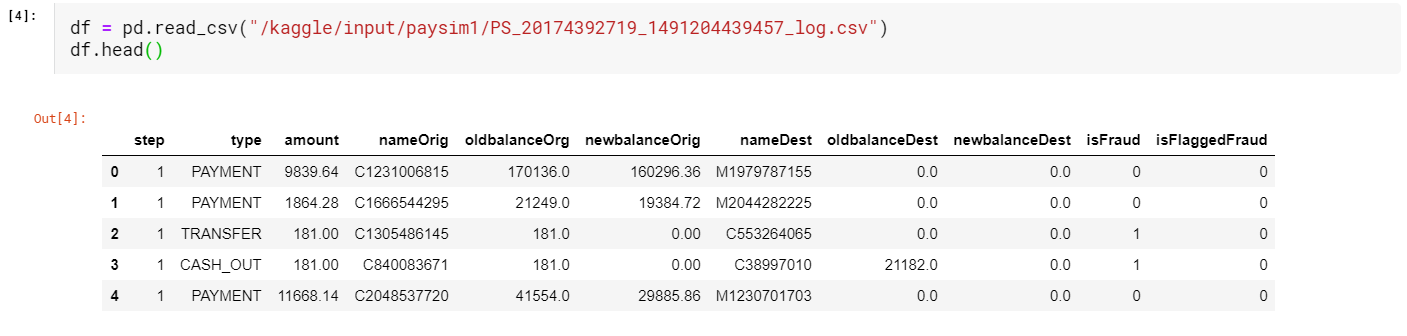 [4]:
df = pd.read_csv("/kaggle/input/paysim1/PS_20174392719_1491204439457_log.csv")
df.head()
Out[4]:
step type amount nameOrig oldbalanceOrg newbalanceOrig nameDest oldbalanceDest newbalanceDest isFraud isFlaggedFraud
0 1 PAYMENT 9839.64 C1231006815 170136.0 160296.36 M1979787155 0.0 0.0 0 0
1 1 PAYMENT 1864.28 C1666544295 21249.0 19384.72 M2044282225 0.0 0.0 0 0
2 1 TRANSFER 181.00 C1305486145 181.0 0.00 C553264065 0.0 0.0 1 0
3 1 CASH_OUT 181.00 C840083671 181.0 0.00 C38997010 21182.0 0.0 1 0
4 1 PAYMENT 11668.14 C2048537720 41554.0 29885.86 M1230701703 0.0 0.0 0 0